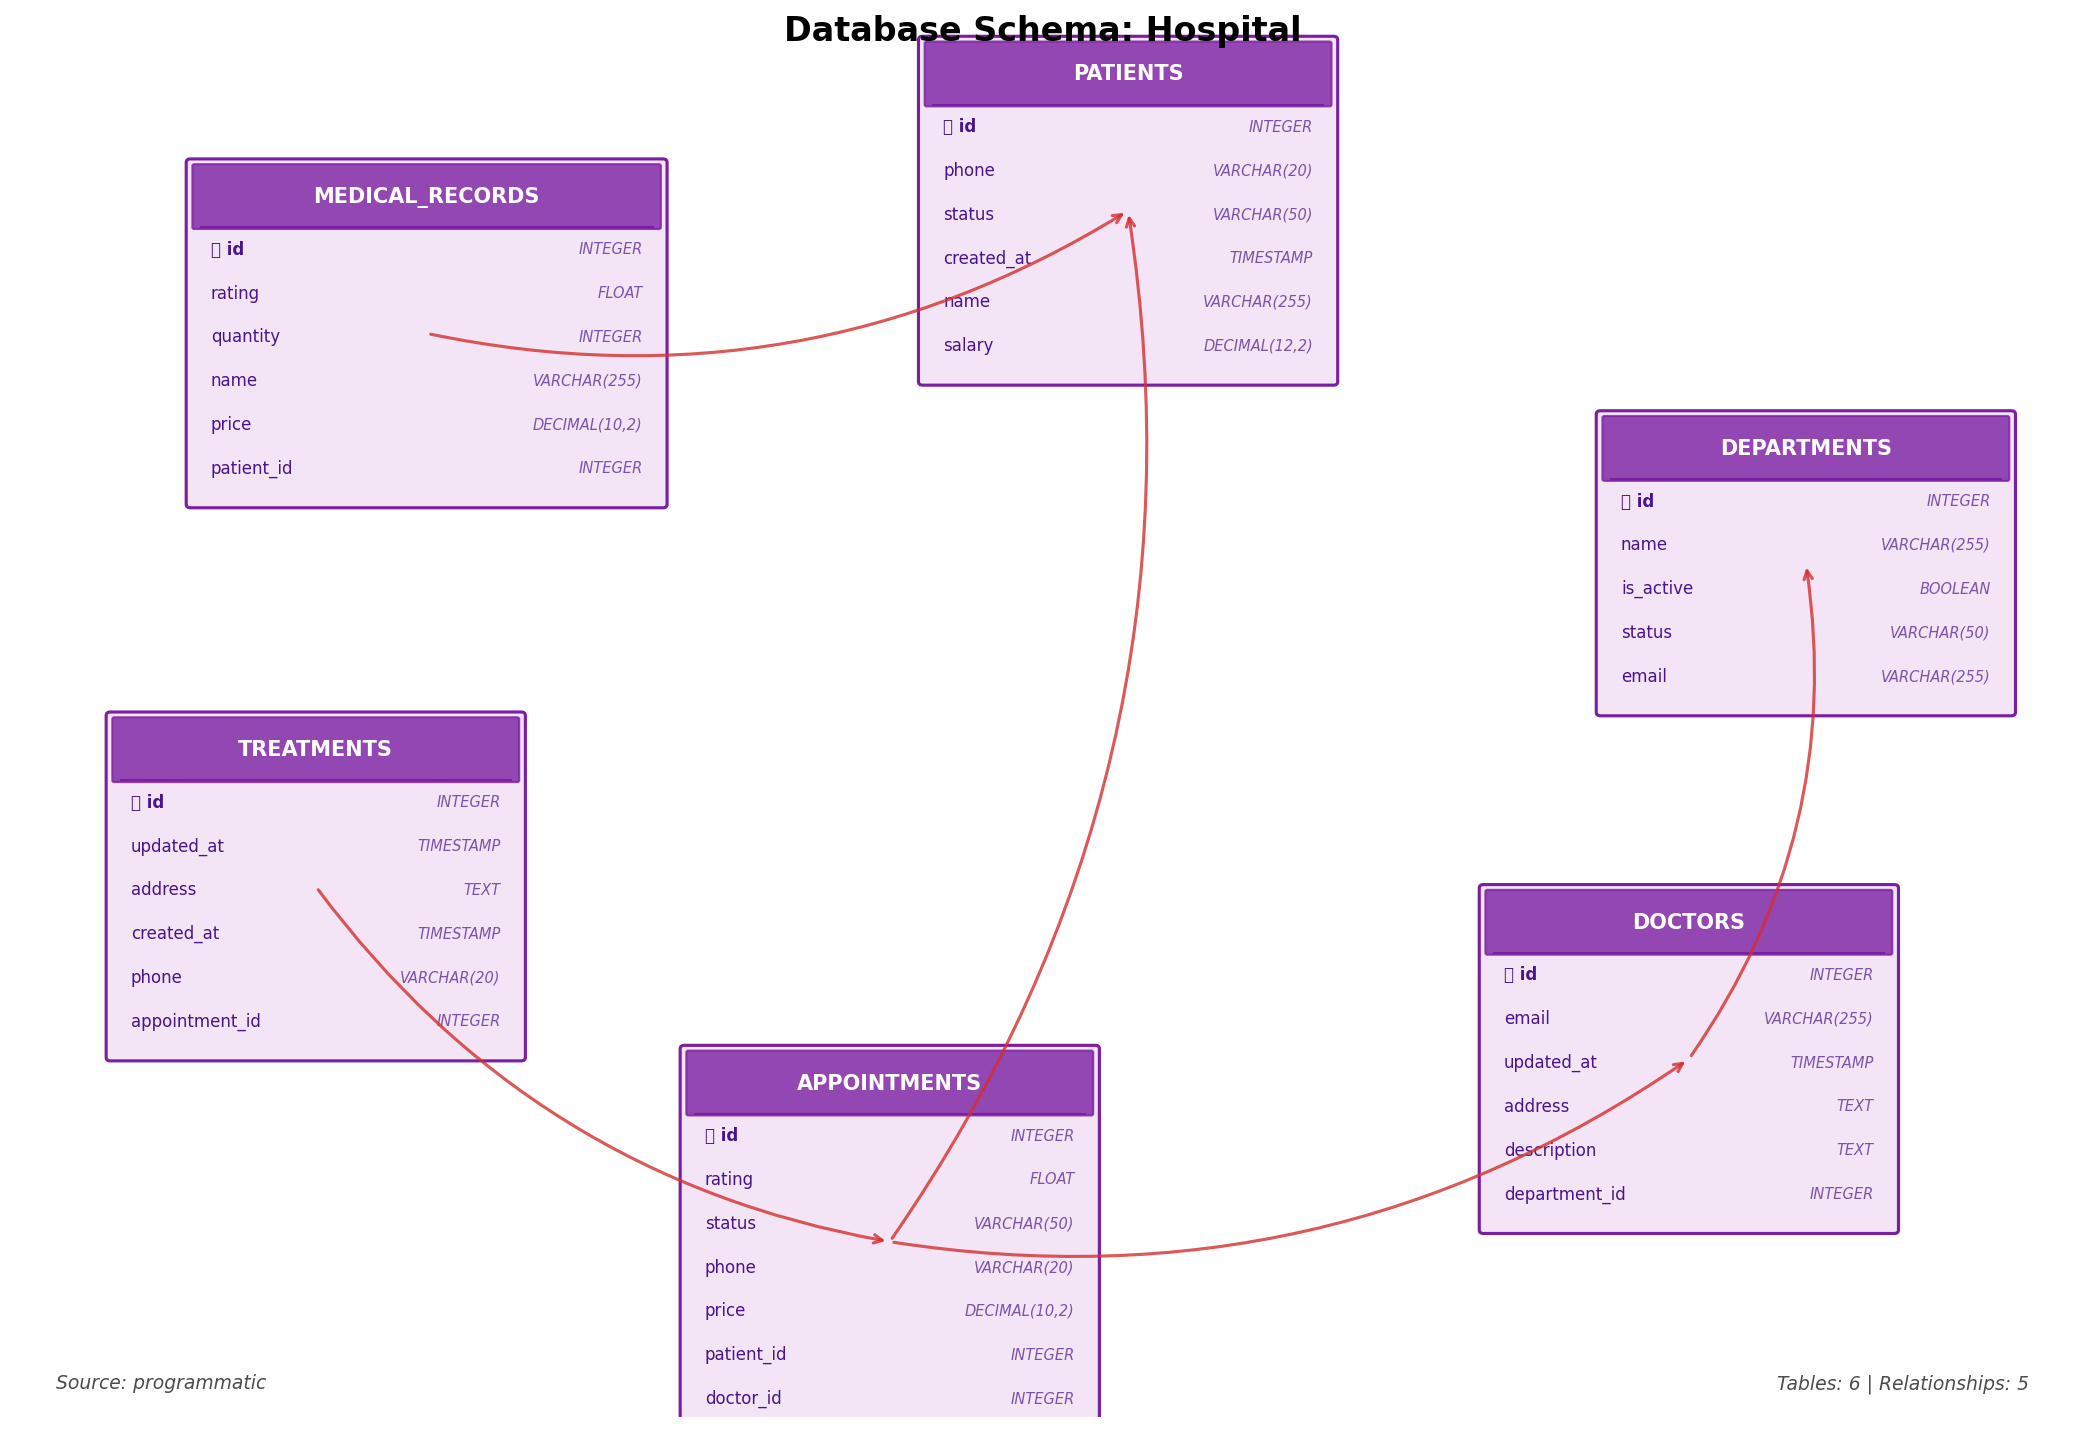 Database Schema: Hospital
PATIENTS
id INTEGER
phone VARCHAR(20)
status VARCHAR(50)
created_at TIMESTAMP
name VARCHAR(255)
salary DECIMAL(12,2)
MEDICAL_RECORDS
id INTEGER
rating FLOAT
quantity INTEGER
name VARCHAR(255)
price DECIMAL(10,2)
patient_id INTEGER
DEPARTMENTS
id INTEGER
name VARCHAR(255)
is_active BOOLEAN
status VARCHAR(50)
email VARCHAR(255)
TREATMENTS
id INTEGER
updated_at TIMESTAMP
address TEXT
created_at TIMESTAMP
phone VARCHAR(20)
appointment_id INTEGER
DOCTORS
id INTEGER
email VARCHAR(255)
updated_at TIMESTAMP
address TEXT
description TEXT
department_id INTEGER
APPOINTMENTS
id INTEGER
rating FLOAT
status VARCHAR(50)
phone VARCHAR(20)
price DECIMAL(10,2)
patient_id INTEGER
doctor_id INTEGER
Source: programmatic
Tables: 6 | Relationships: 5